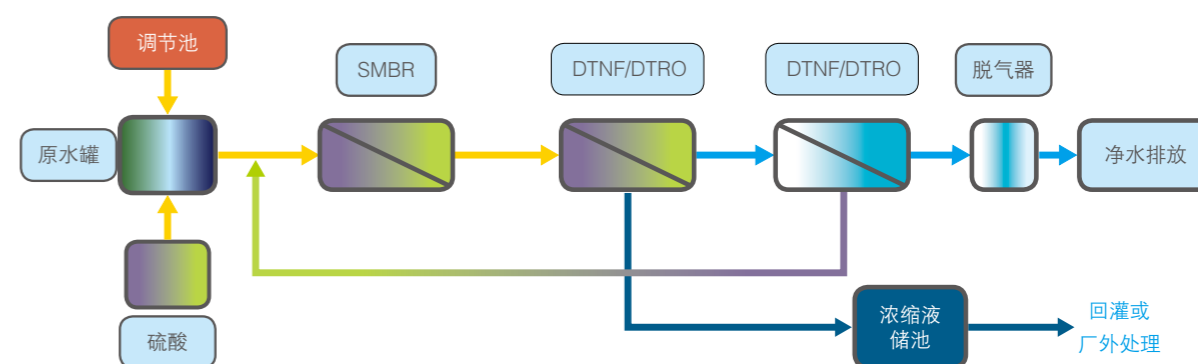 调节池
SMBR
DTNF/DTRO
DTNF/DTRO
脱气器
原水罐
净水排放
硫酸
浓缩液
储池
回灌或
厂外处理